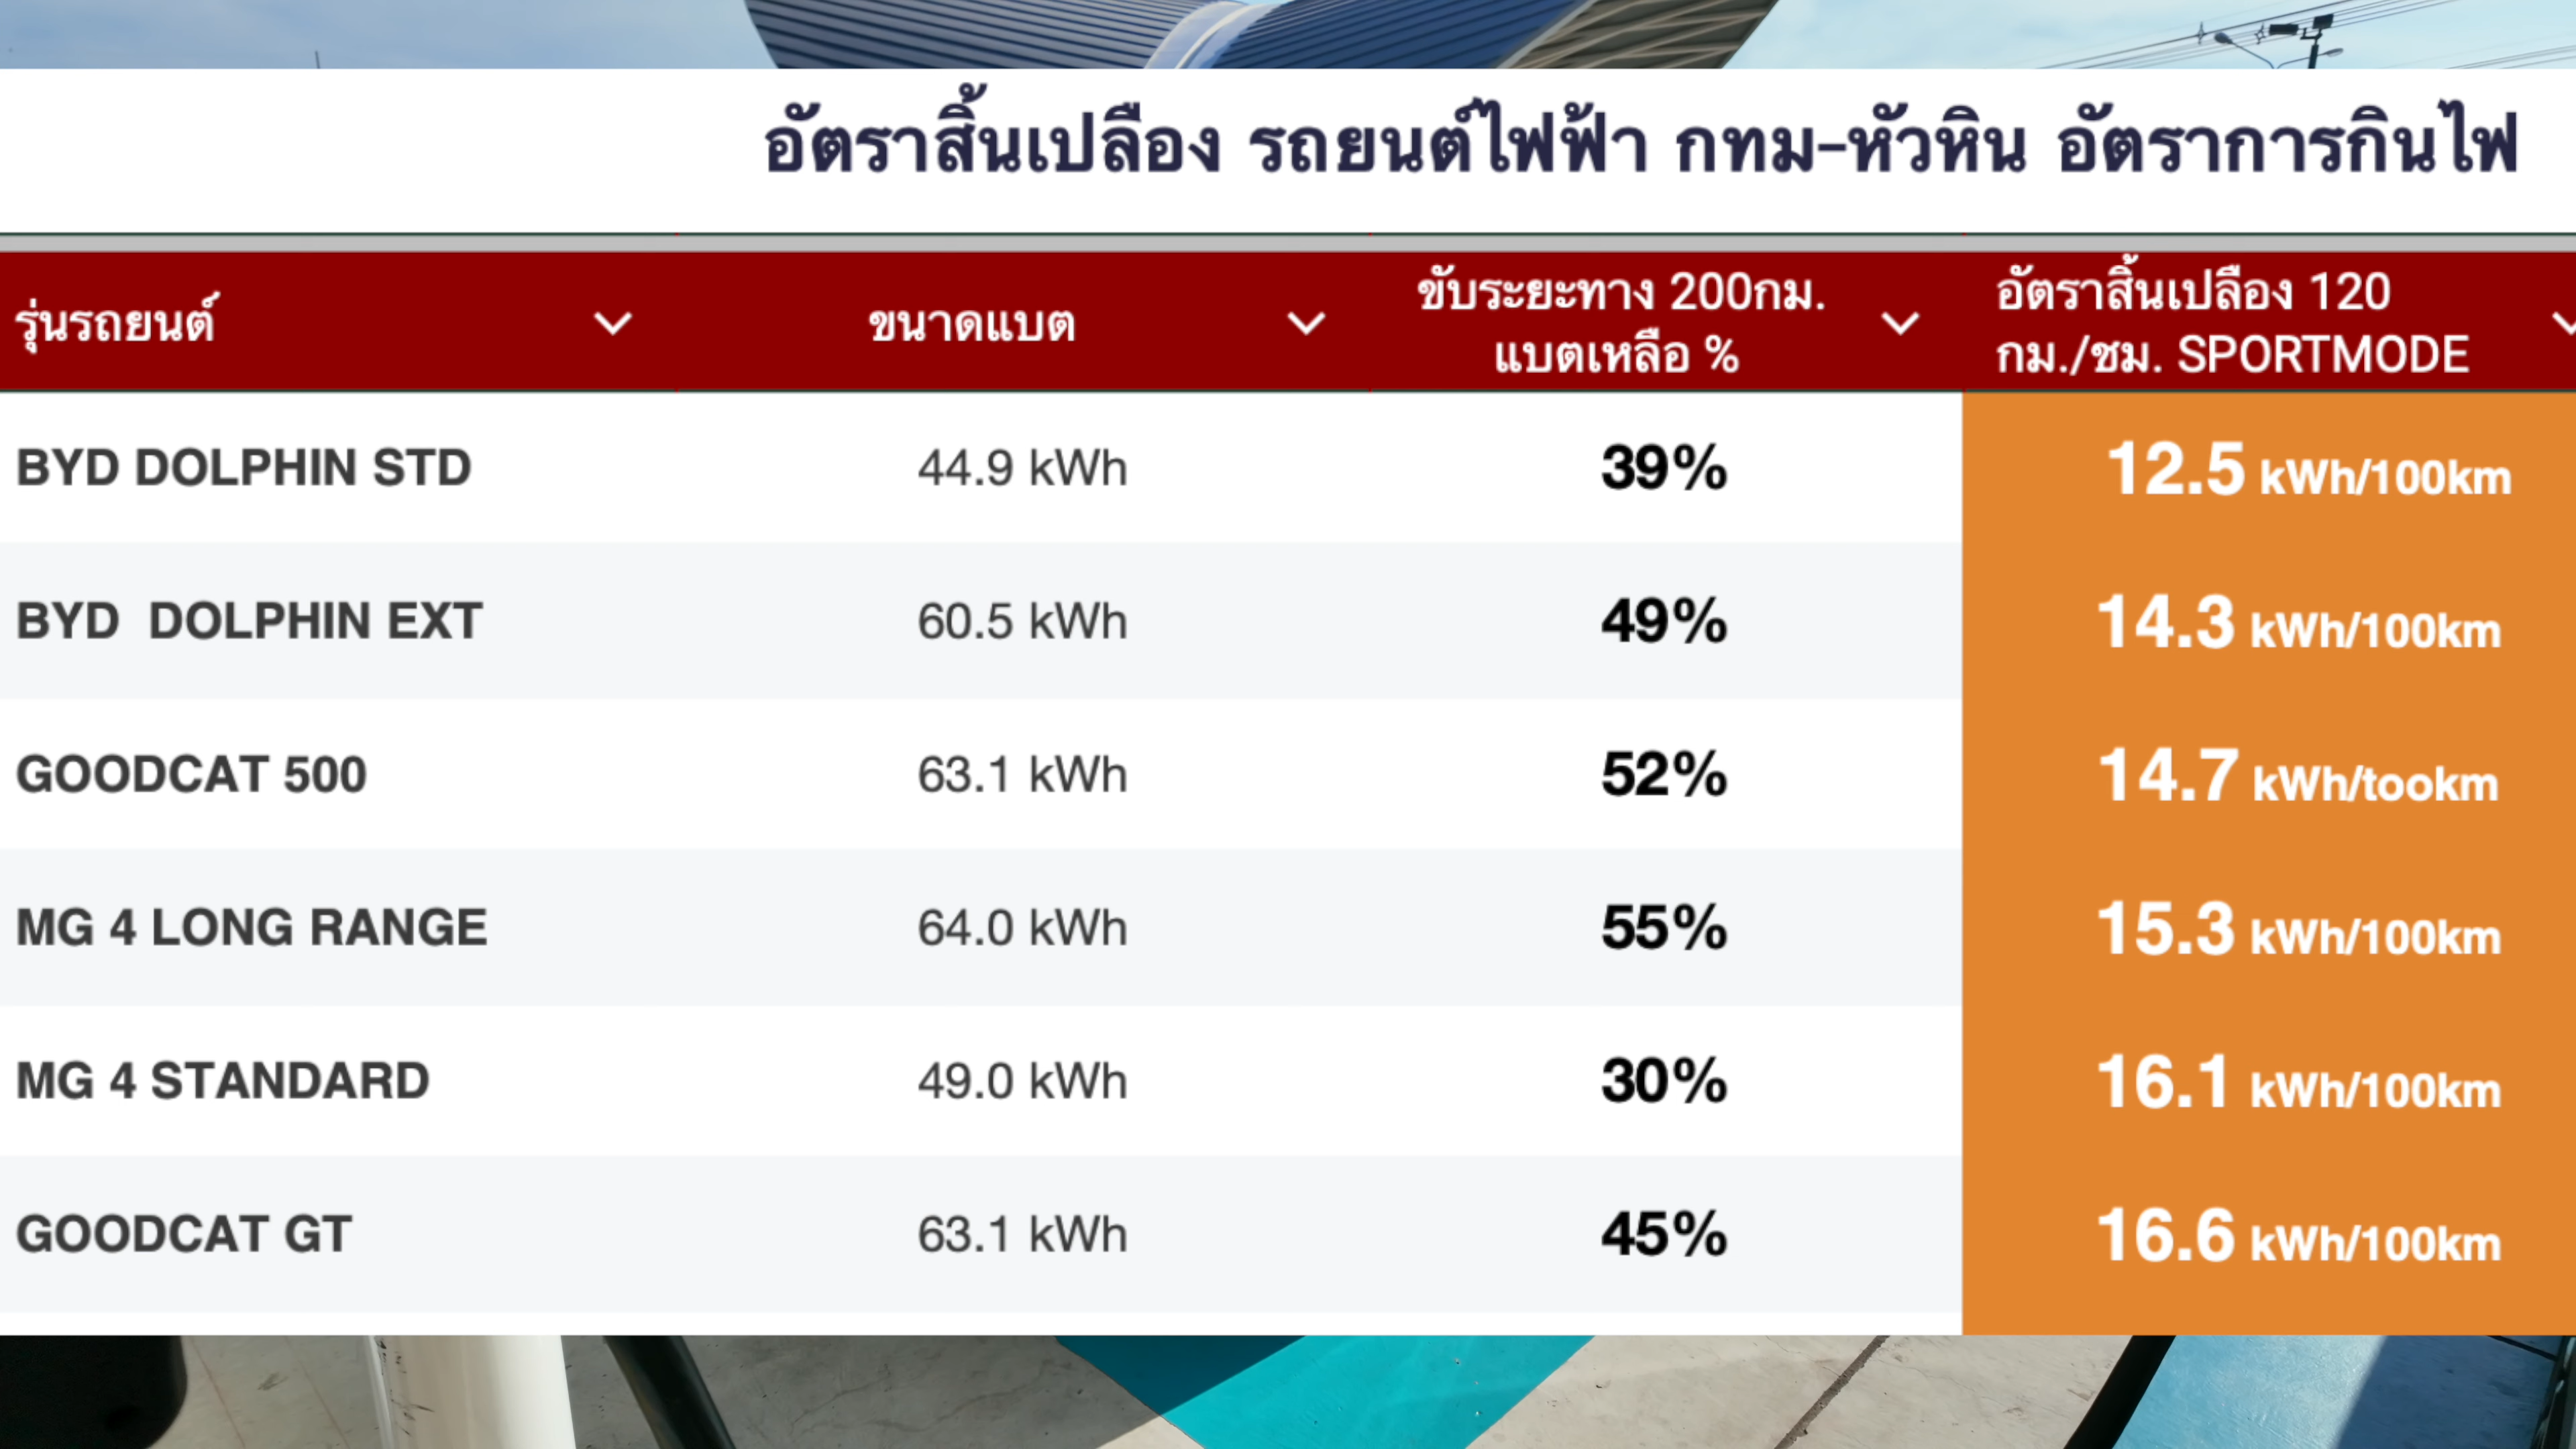 อัตราสิ้นเปลือง รถยนต์ไฟฟ้า กทม-หัวหิน อัตราการกินไฟ
รุ่นรถยนต์ ขนาดแบต ขับระยะทาง 200กม. แบตเหลือ % อัตราสิ้นเปลือง 120 กม./ชม. SPORTMODE
BYD DOLPHIN STD 44.9 kWh 39% 12.5 kWh/100km
BYD DOLPHIN EXT 60.5 kWh 49% 14.3 kWh/100km
GOODCAT 500 63.1 kWh 52% 14.7 kWh/tookm
MG 4 LONG RANGE 64.0 kWh 55% 15.3 kWh/100km
MG 4 STANDARD 49.0 kWh 30% 16.1 kWh/100km
GOODCAT GT 63.1 kWh 45% 16.6 kWh/100km